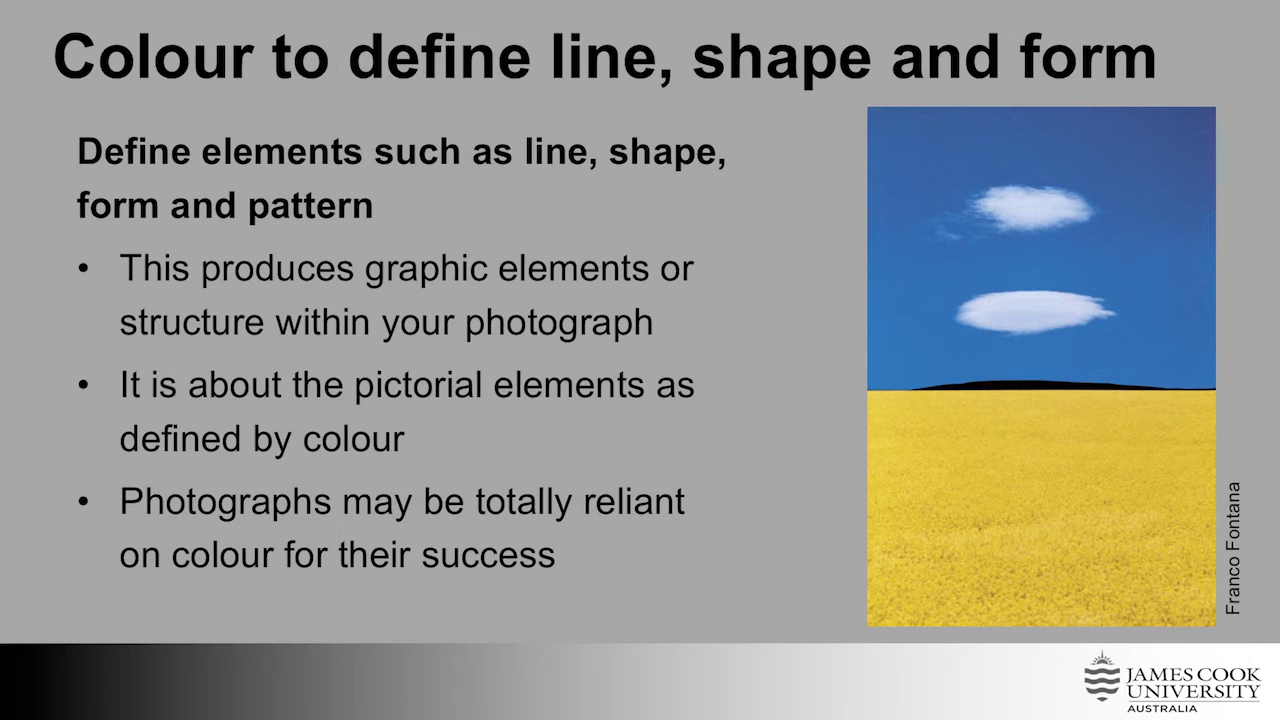 Colour to define line, shape and form
Define elements such as line, shape,
form and pattern
• This produces graphic elements or
structure within your photograph
• It is about the pictorial elements as
defined by colour
• Photographs may be totally reliant
on colour for their success
Franco Fontana
JAMES COOK
UNIVERSITY
AUSTRALIA